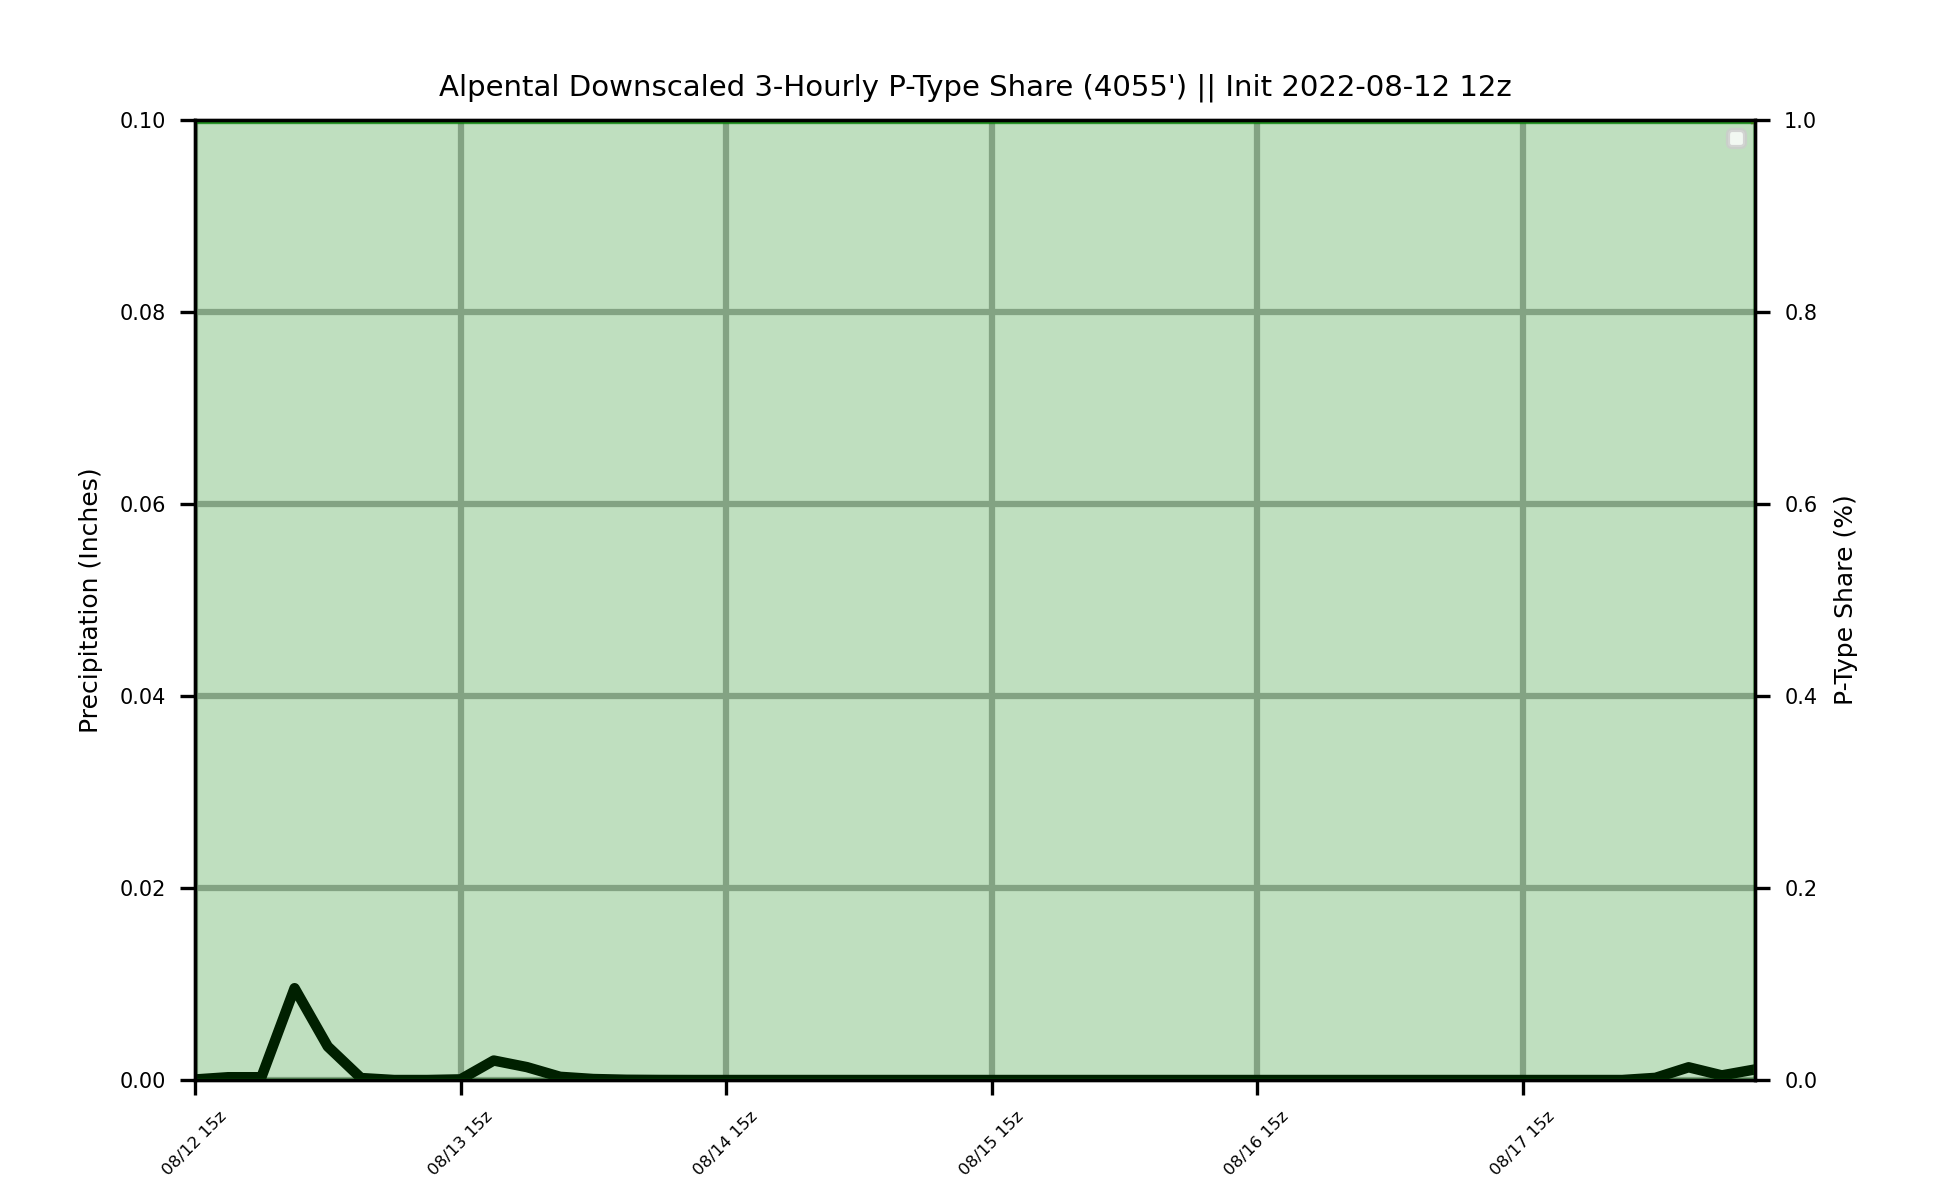 Alpental Downscaled 3-Hourly P-Type Share (4055') || Init 2022-08-12 12z
Precipitation (Inches)
0.10
0.08
0.06
0.04
0.02
0.00
1.0
0.8
0.6
0.4
0.2
0.0
P-Type Share (%)
08/12 15z
08/13 15z
08/14 15z
08/15 15z
08/16 15z
08/17 15z